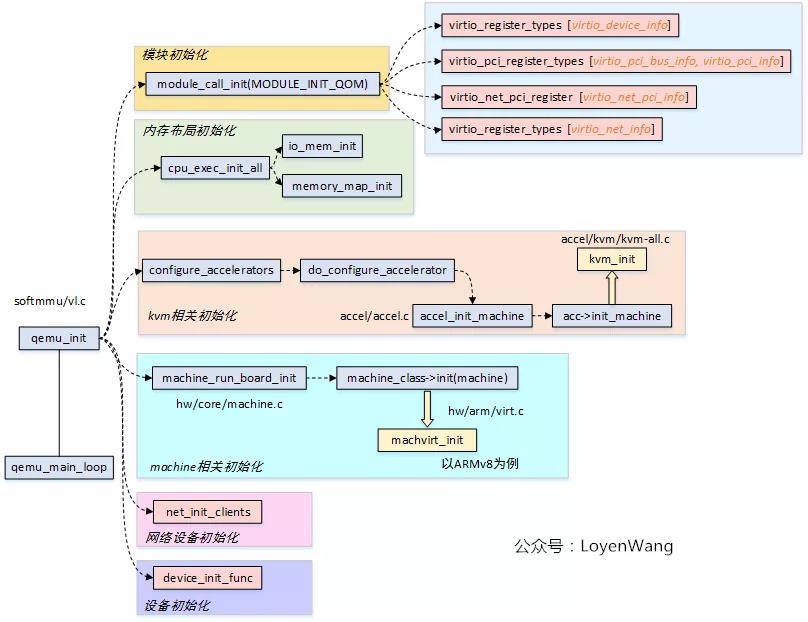 virtio_register_types [virtio_device_info]
模块初始化
virtio_pci_register_types [virtio_pci_bus_info, virtio_pci_info]
module_call_init(MODULE_INIT_QOM)
virtio_net_pci_register [virtio_net_pci_info]
virtio_register_types [virtio_net_info]
内存布局初始化
io_mem_init
cpu_exec_init_all
memory_map_init
accel/kvm/kvm-all.c
kvm_init
configure_accelerators
do_configure_accelerator
softmmu/vl.c
kvm相关初始化
accel/accel.c
accel_init_machine
acc->init_machine
qemu_init
machine_run_board_init
machine_class->init(machine)
hw/core/machine.c
hw/arm/virt.c
machvirt_init
qemu_main_loop
machine相关初始化
以ARMv8为例
net_init_clients
网络设备初始化
公众号：LoyenWang
device_init_func
设备初始化